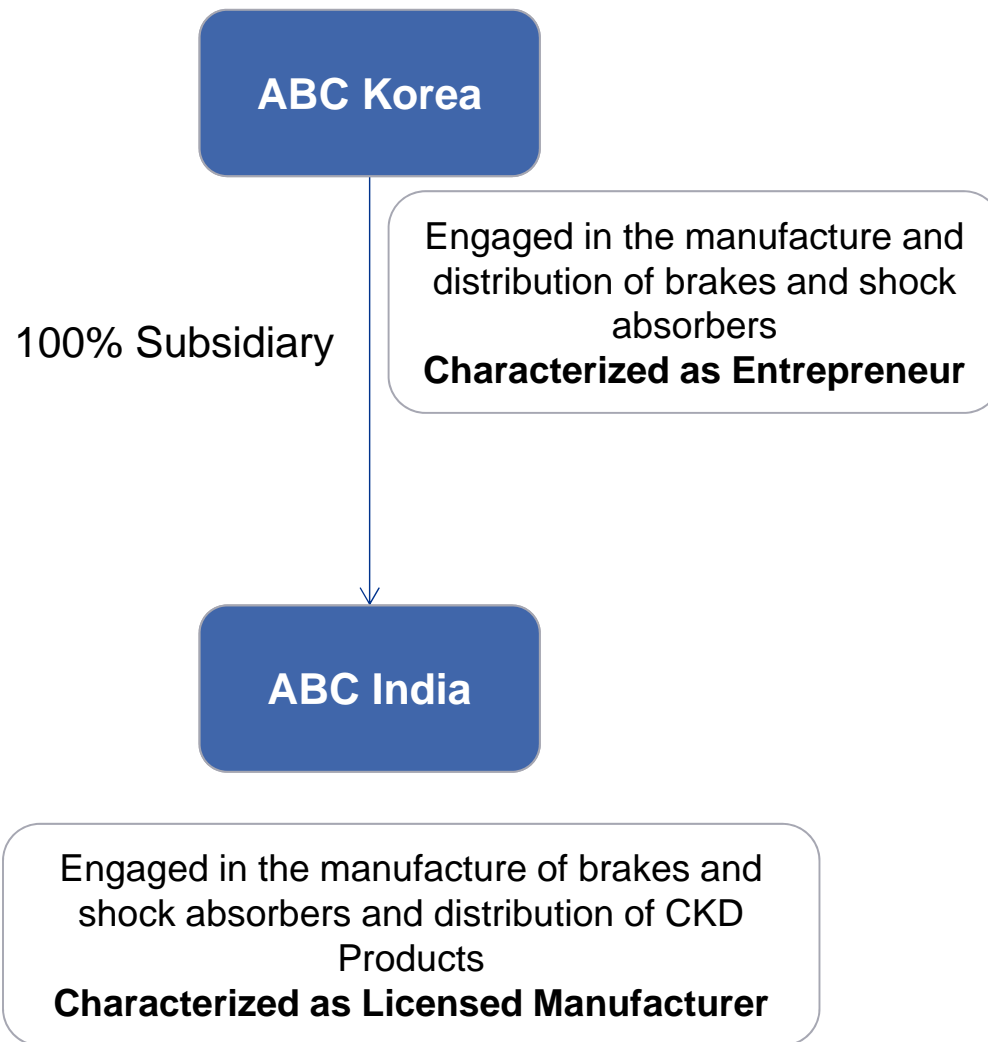 ABC Korea
Engaged in the manufacture and
distribution of brakes and shock
absorbers
Characterized as Entrepreneur
100% Subsidiary
ABC India
Engaged in the manufacture of brakes and
shock absorbers and distribution of CKD
Products
Characterized as Licensed Manufacturer